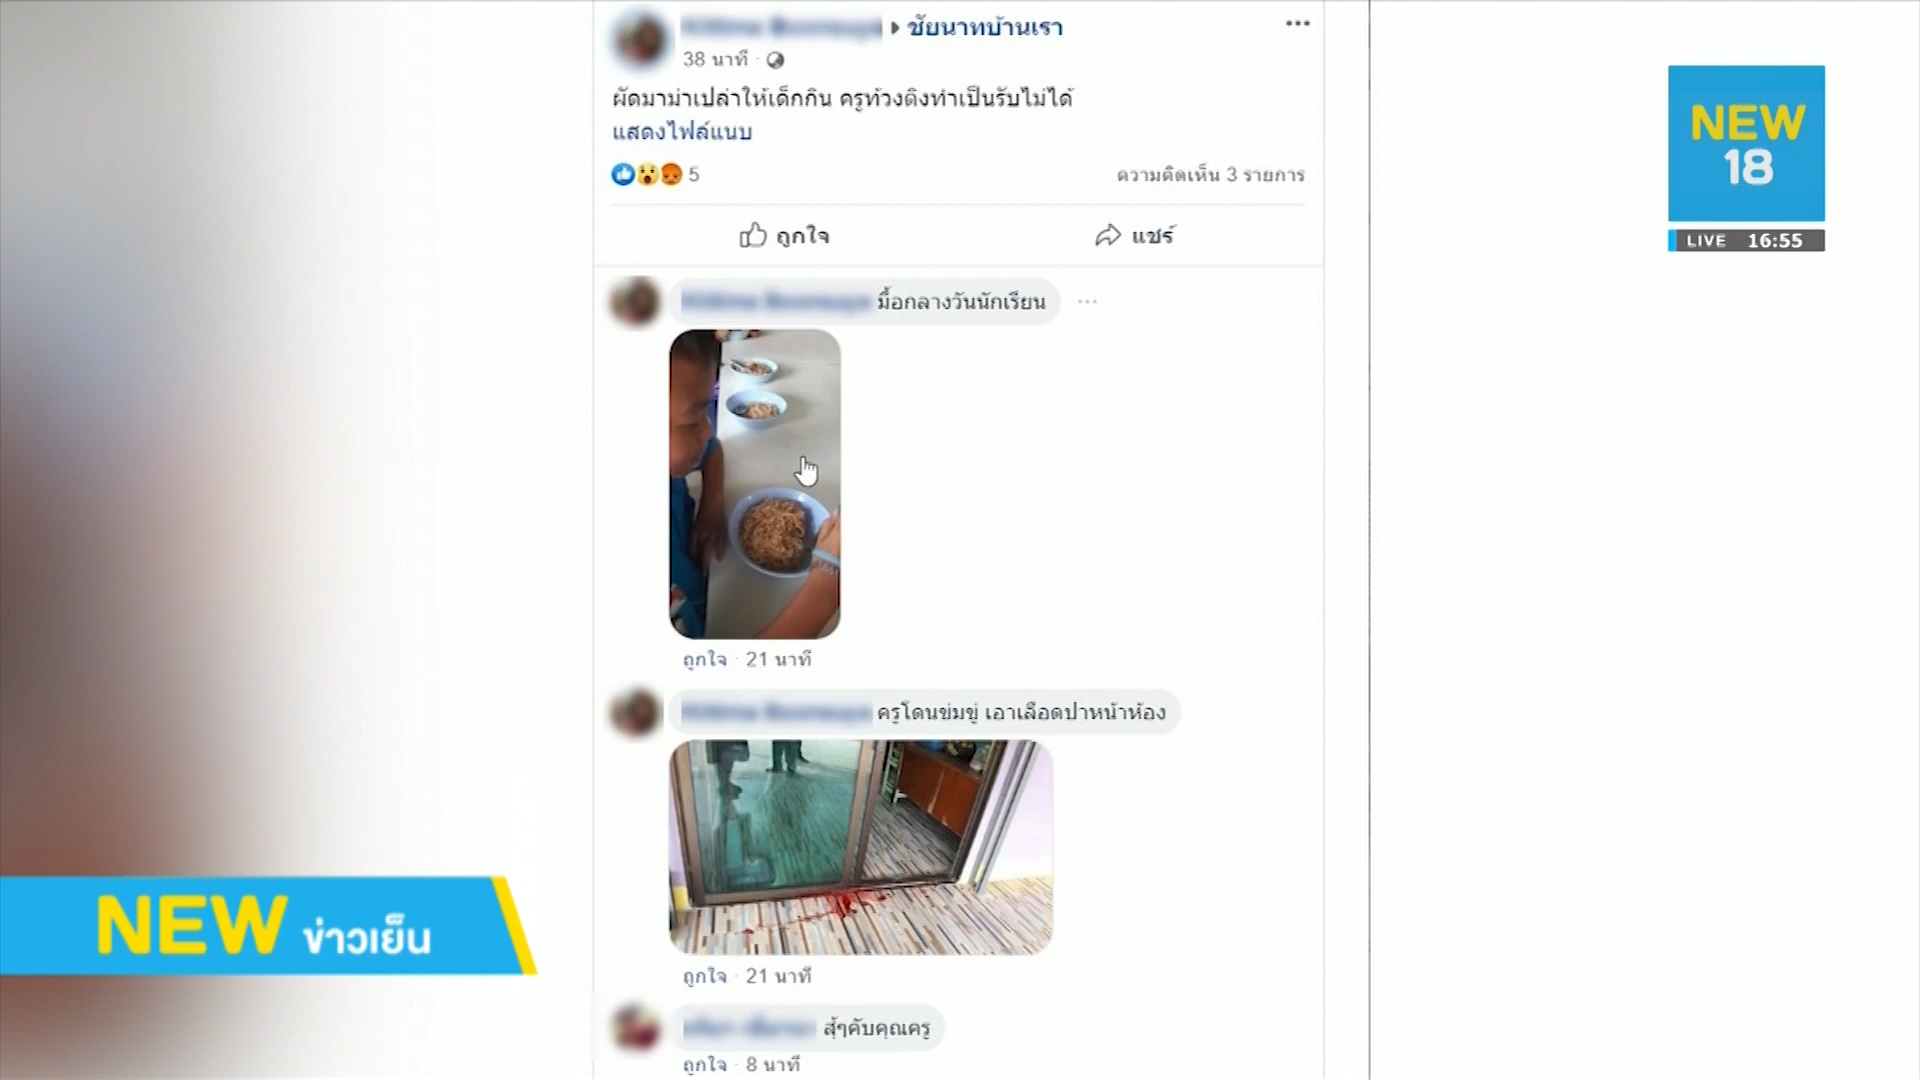 ชัยนาทบ้านเรา
38 นาที
ผัดมาม่าเปล่าให้เด็กกิน ครูท้วงติงทำเป็นรับไม่ได้
แสดงไฟล์แนบ
5
ความคิดเห็น 3 รายการ
ถูกใจ
แชร์
มื้อกลางวันนักเรียน
ถูกใจ · 21 นาที
ครูโดนข่มขู่ เอาเลือดปาหน้าห้อง
ถูกใจ · 21 นาที
สุ้ๆคับคุณครู
ถูกใจ · 8 นาที
NEW
18
LIVE 16:55
NEW ข่าวเย็น